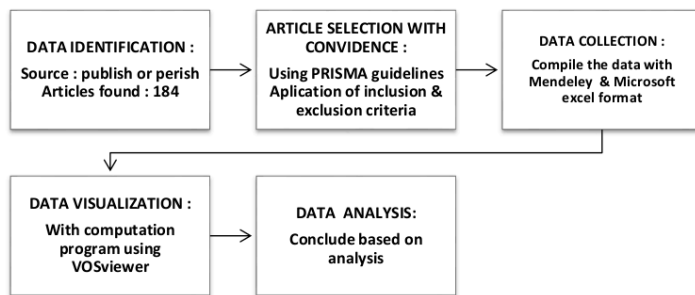 DATA IDENTIFICATION :
Source : publish or perish
Articles found : 184
ARTICLE SELECTION WITH
CONVIDENCE :
Using PRISMA guidelines
Aplication of inclusion &
exclusion criteria
DATA COLLECTION :
Compile the data with
Mendeley & Microsoft
excel format
DATA VISUALIZATION :
With computation
program using
VOSviewer
DATA ANALYSIS:
Conclude based on
analysis